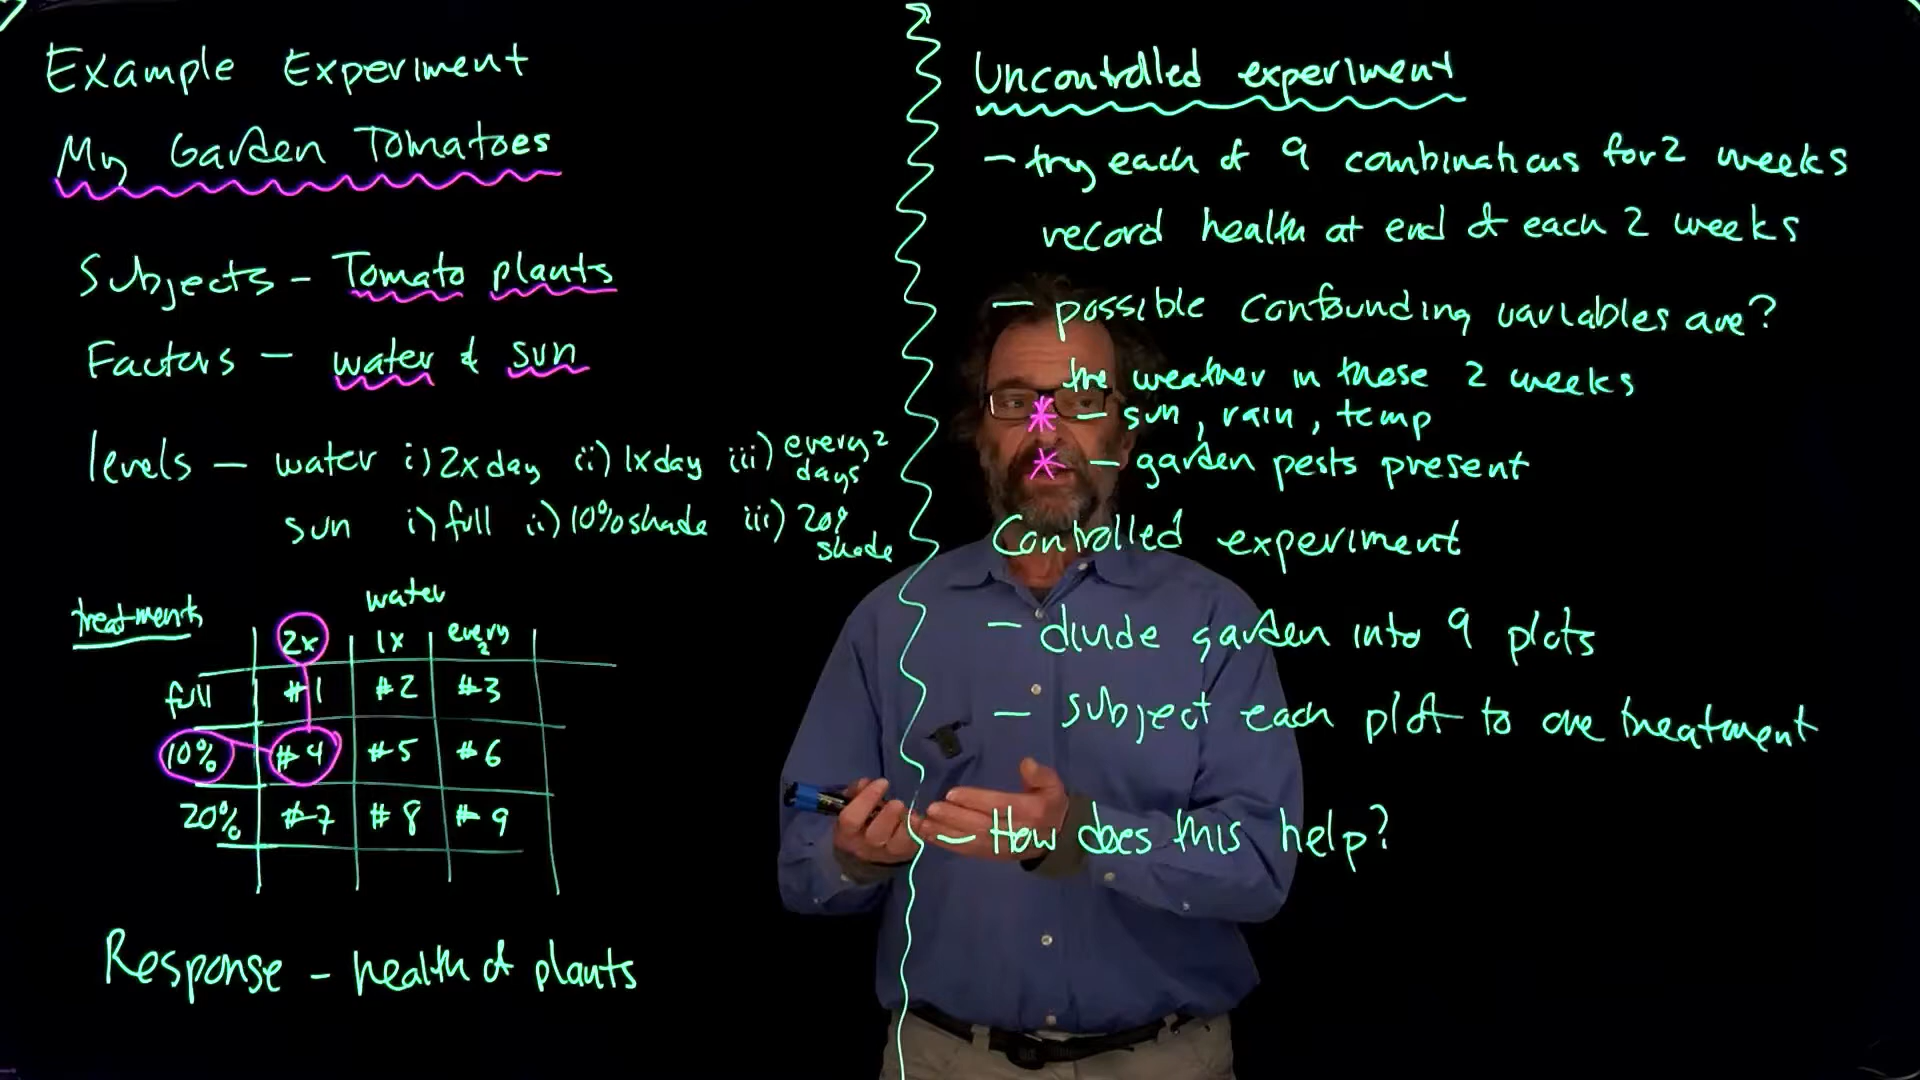 Example Experiment
My Garden Tomatoes
Subjects - Tomato plants
Factors - water & sun
levels - water i) 2x day ii) 1x day iii) every 2 days
sun i) full ii) 10% shade iii) 20% shade
treatments
water
2x 1x every 2
full #1 #2 #3
10% #4 #5 #6
20% #7 #8 #9
Response - health of plants
Uncontrolled experiment
- try each of 9 combinations for 2 weeks
record health at end of each 2 weeks
- possible confounding variables are?
the weather in these 2 weeks
* - sun, rain, temp
* - garden pests present
Controlled experiment
- divide garden into 9 plots
- subject each plot to one treatment
- How does this help?